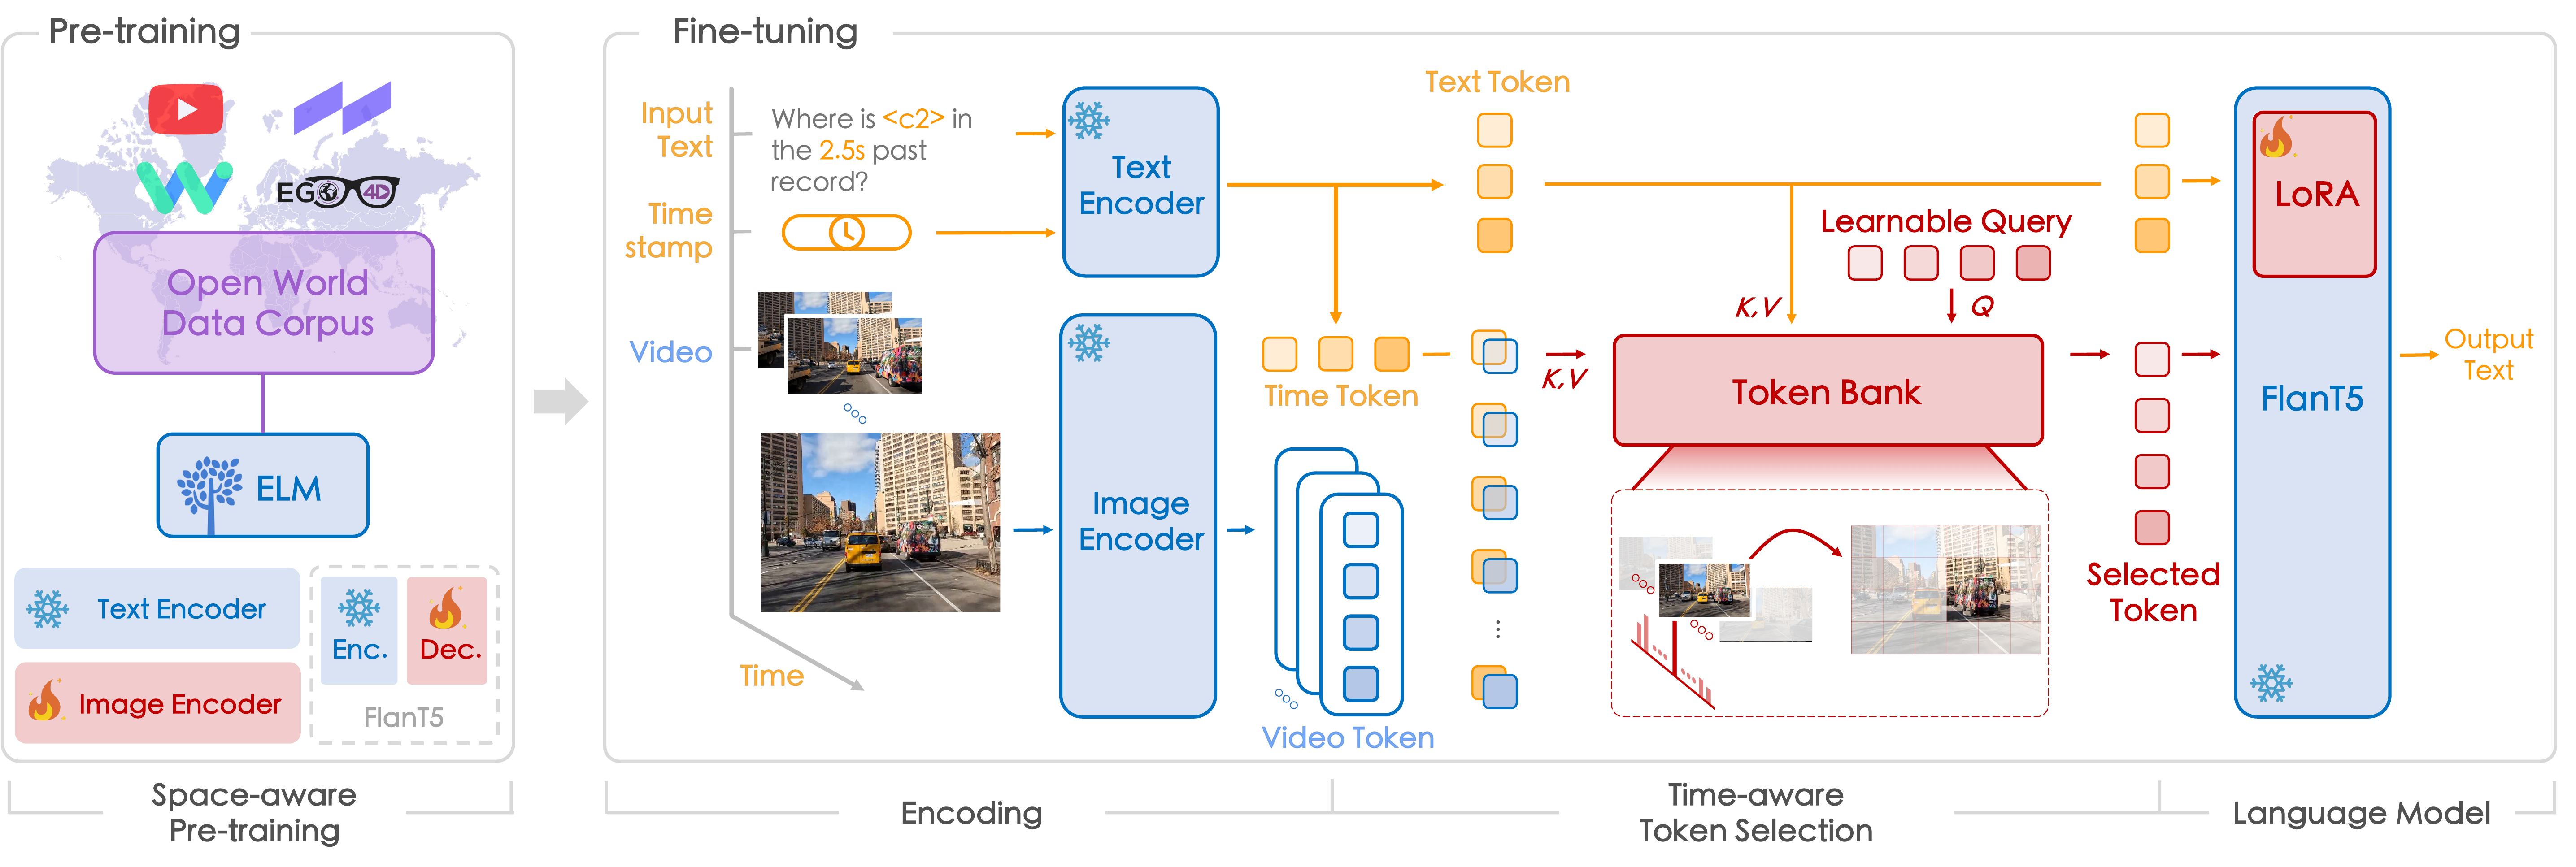 Pre-training
EGO4D
Open World
Data Corpus
ELM
Text Encoder
Image Encoder
Enc.
Dec.
FlanT5
Space-aware
Pre-training
Fine-tuning
Input
Text
Where is <c2> in
the 2.5s past
record?
Time
stamp
Video
Time
Text
Encoder
Image
Encoder
Text Token
Time Token
Video Token
K,V
K,V
Learnable Query
Q
Token Bank
Selected
Token
LoRA
FlanT5
Output
Text
Encoding
Time-aware
Token Selection
Language Model